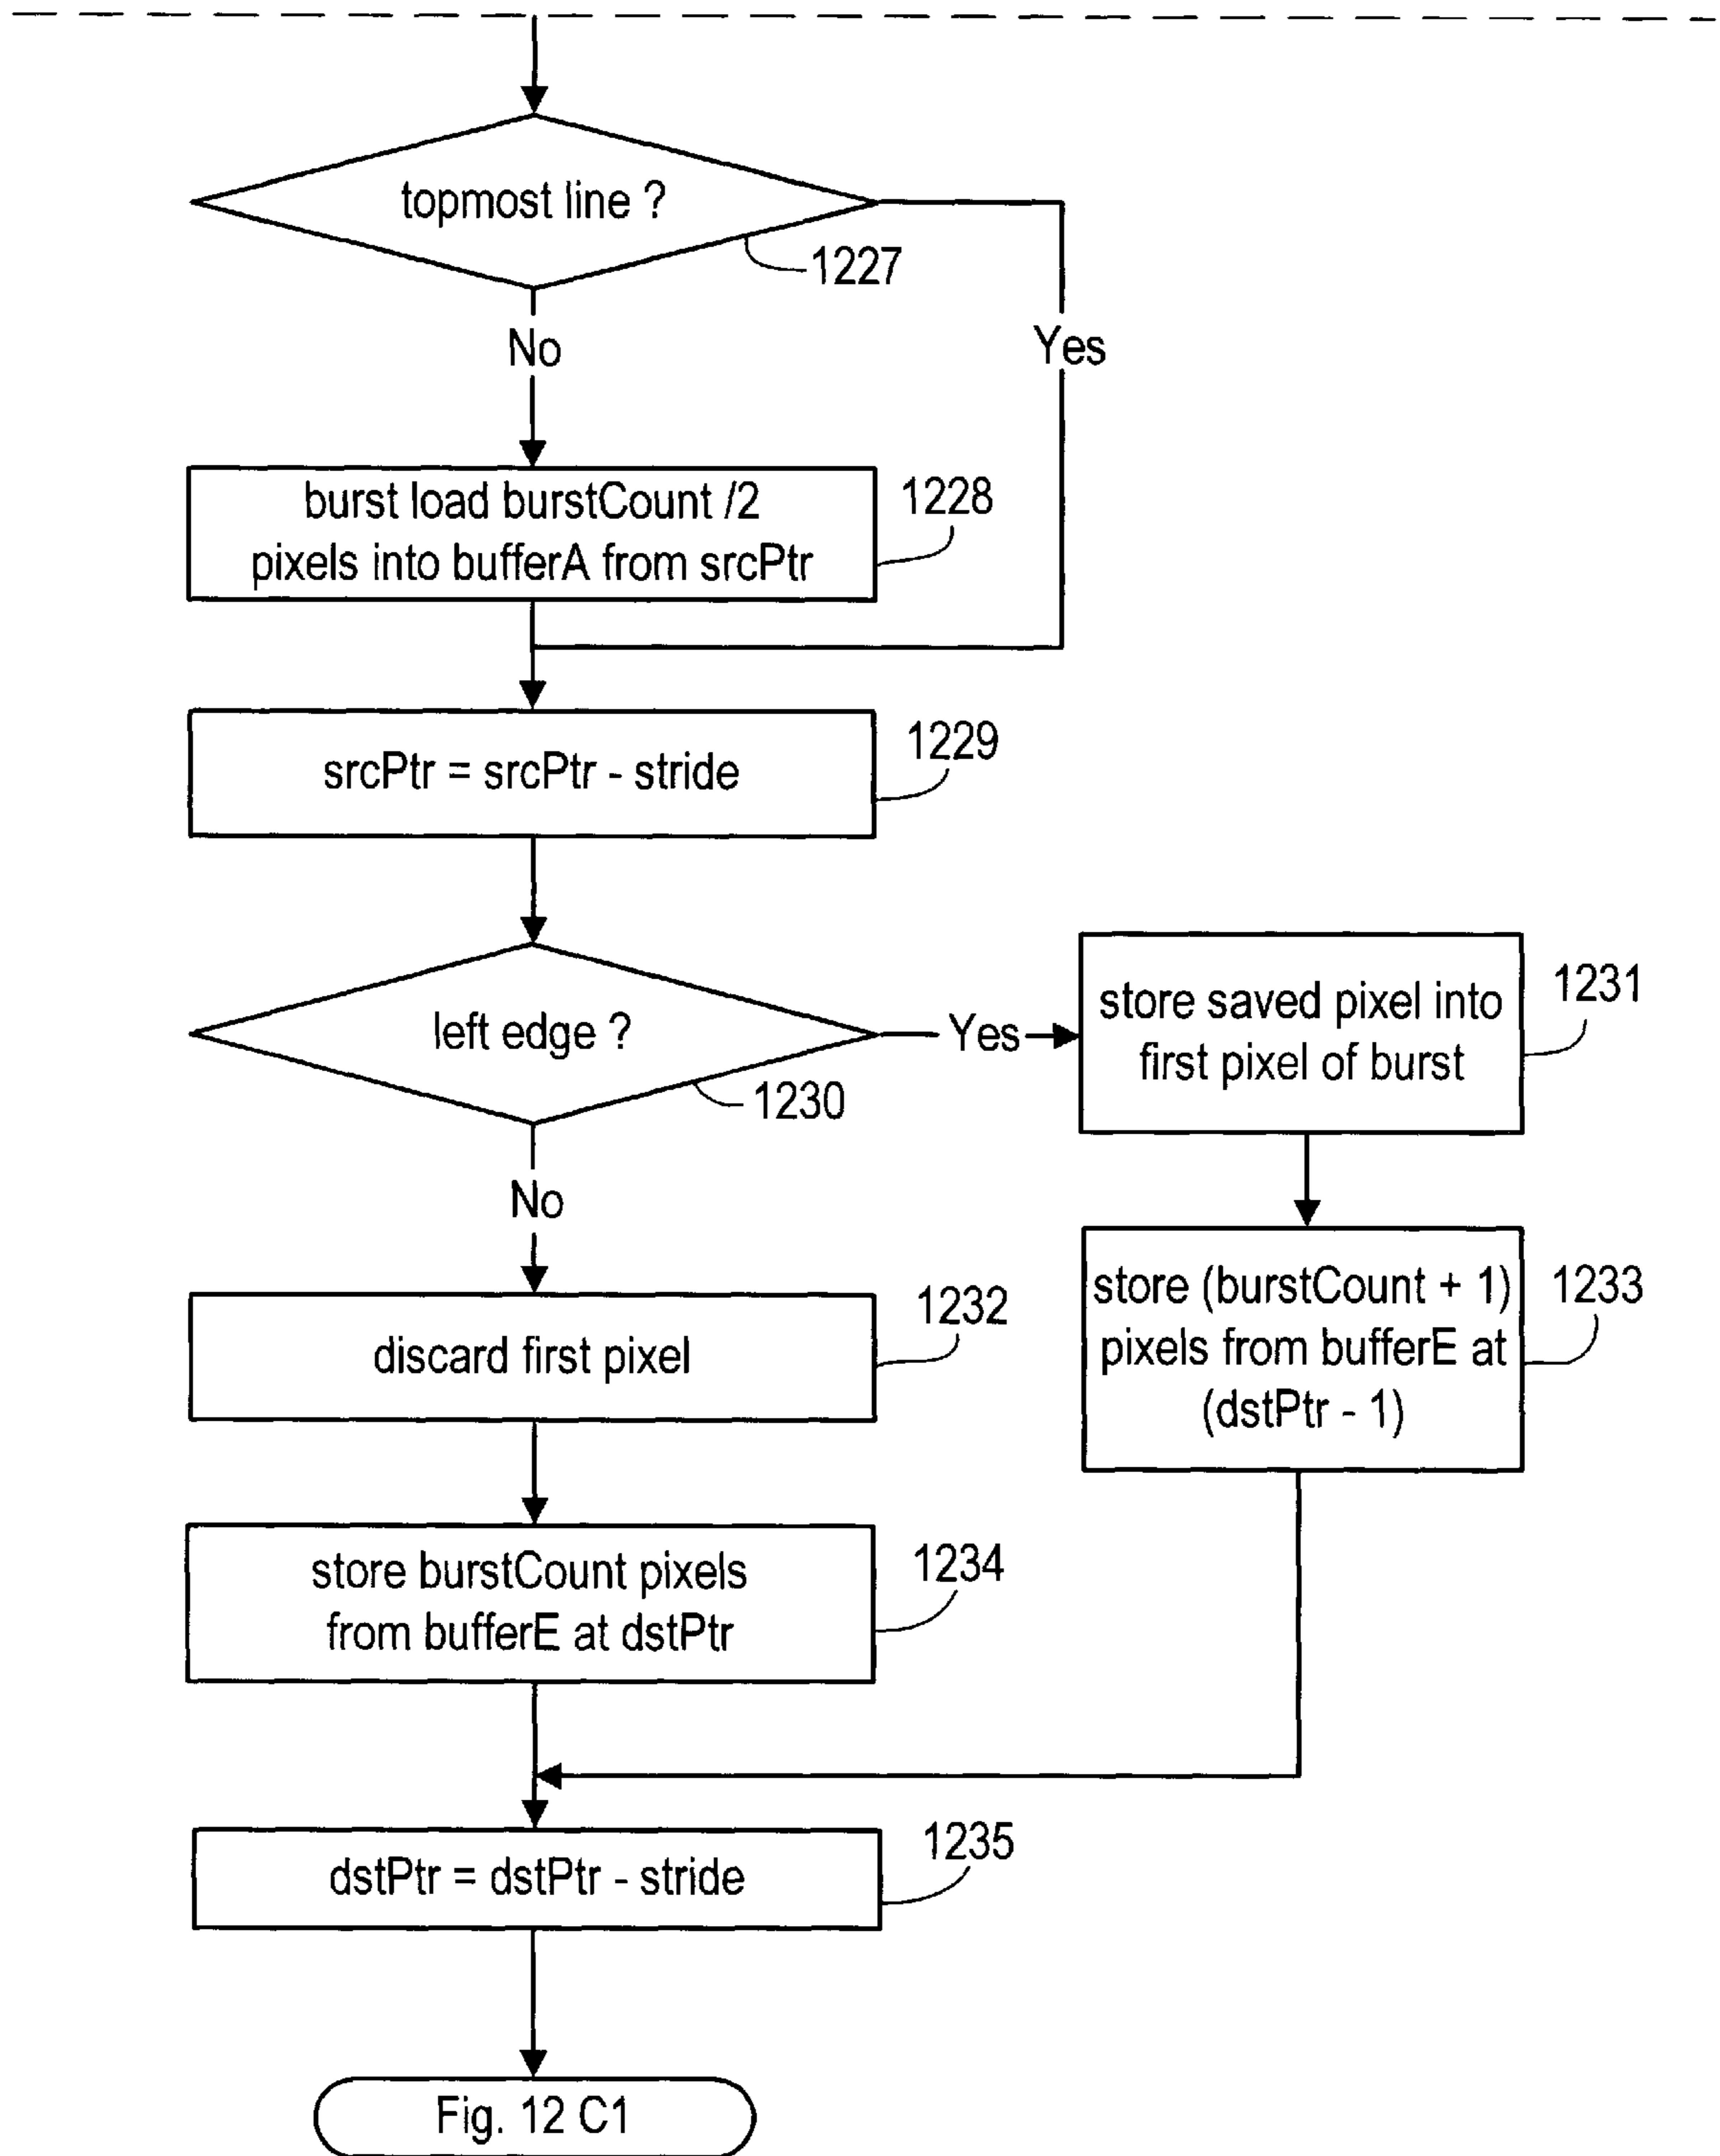 topmost line ?
1227
No
Yes
burst load burstCount /2
pixels into bufferA from srcPtr
1228
srcPtr = srcPtr - stride
1229
left edge ?
1230
Yes
store saved pixel into
first pixel of burst
1231
No
store (burstCount + 1)
pixels from bufferE at
(dstPtr - 1)
1233
discard first pixel
1232
store burstCount pixels
from bufferE at dstPtr
1234
dstPtr = dstPtr - stride
1235
Fig. 12 C1